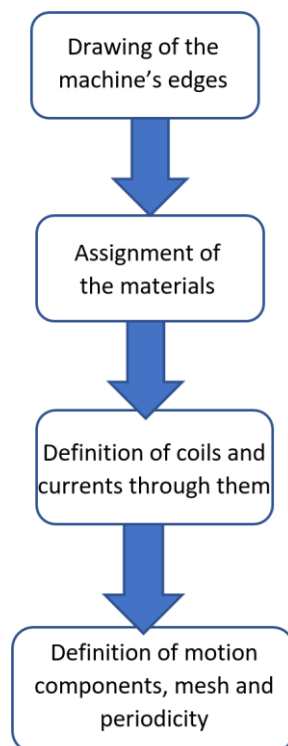 Drawing of the
machine’s edges
Assignment of
the materials
Definition of coils and
currents through them
Definition of motion
components, mesh and
periodicity